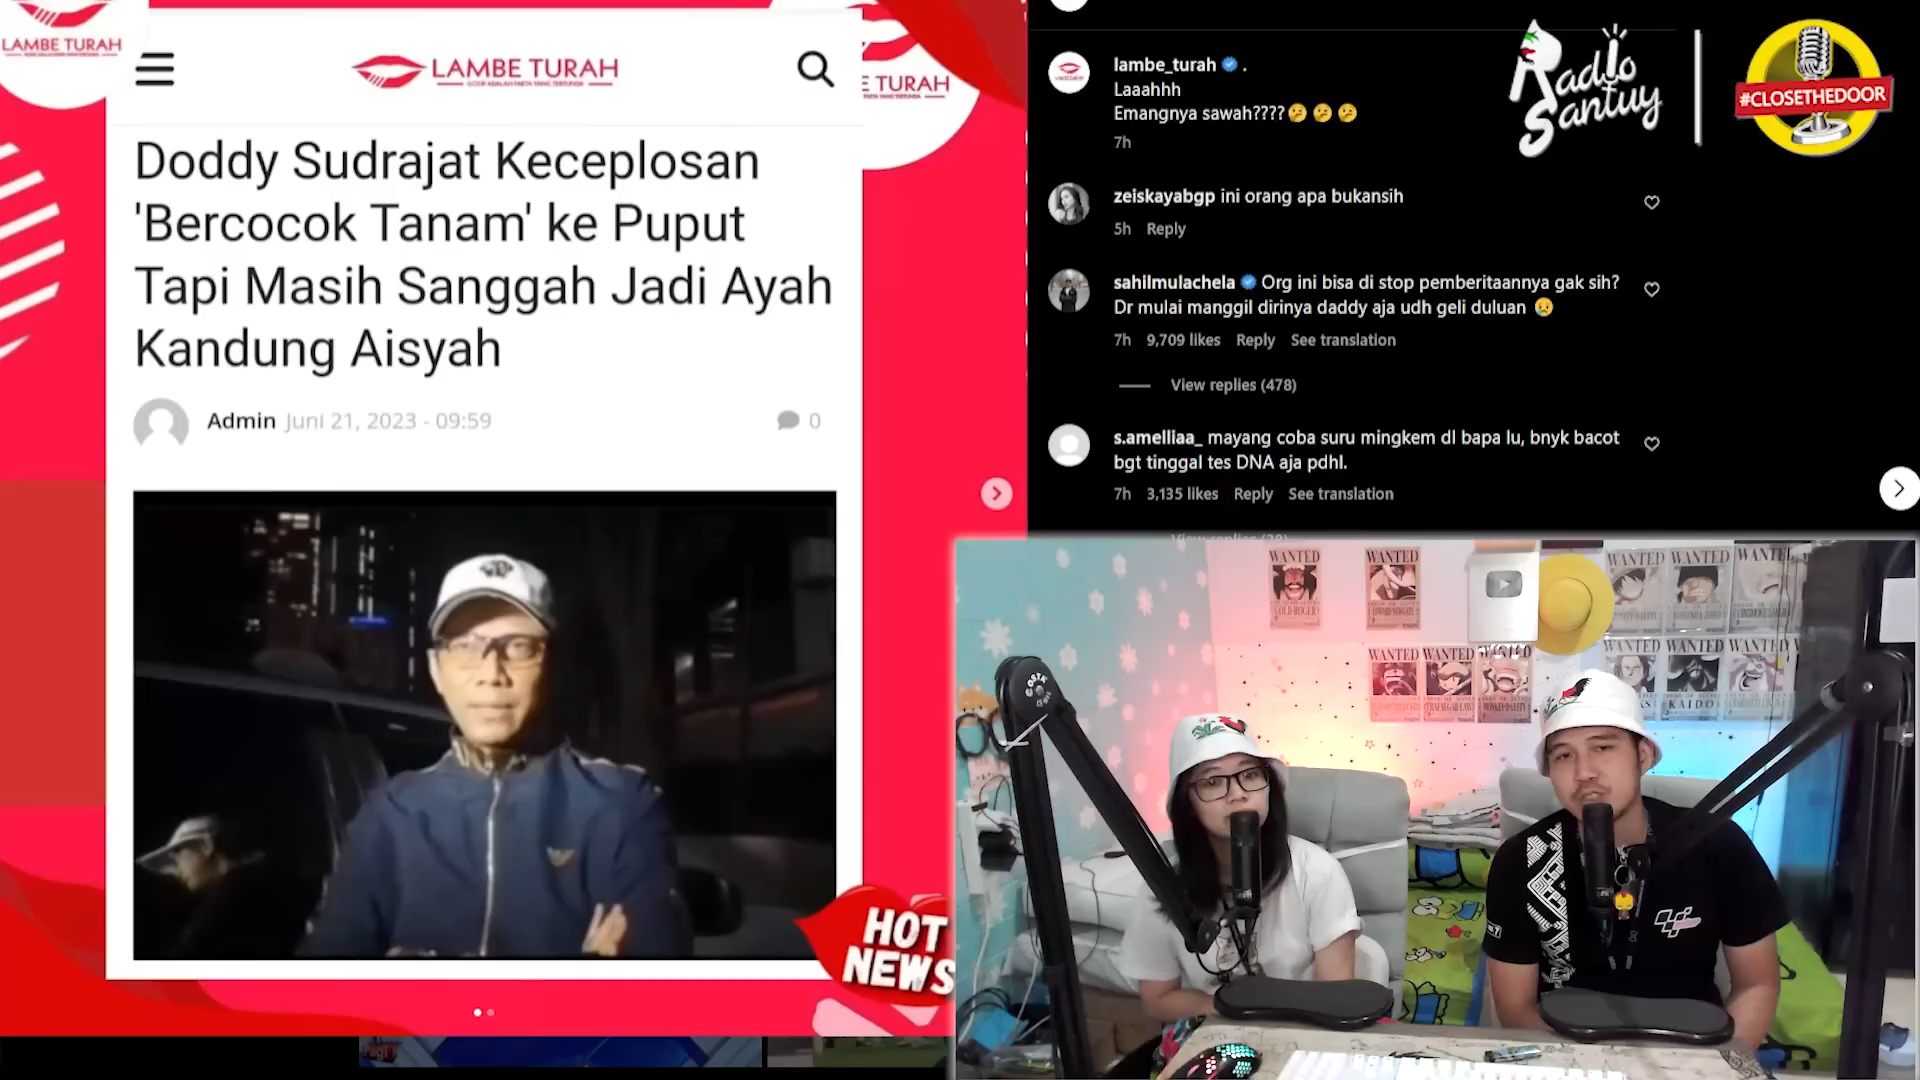 LAMBE TURAH
LAMBE TURAH
E TURAH
Doddy Sudrajat Keceplosan
'Bercocok Tanam' ke Puput
Tapi Masih Sanggah Jadi Ayah
Kandung Aisyah
Admin Juni 21, 2023 - 09:59
0
HOT
NEWS
lambe_turah .
Laaahhh
Emangnya sawah????🤔🤔🤔
7h
zeiskayabgp ini orang apa bukansih
5h Reply
sahilmulachela Org ini bisa di stop pemberitaannya gak sih?
Dr mulai manggil dirinya daddy aja udh geli duluan 😢
7h 9,709 likes Reply See translation
View replies (478)
s.amelliaa_ mayang coba suru mingkem dl bapa lu, bnyk bacot
bgt tinggal tes DNA aja pdhl.
7h 3,135 likes Reply See translation
Radio
Santuy
#CLOSETHEDOOR
WANTED
GOLD ROGER
WANTED
WANTED
WANTED
WANTED
WANTED
WANTED
WANTED
WANTED
WANTED
KAIDO